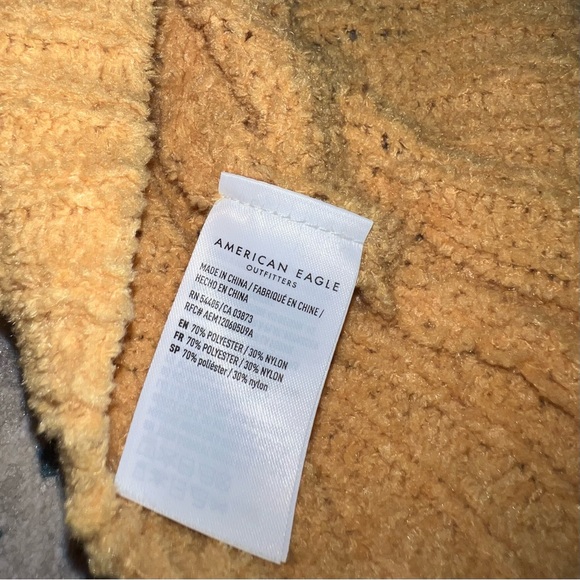 AMERICAN EAGLE
OUTFITTERS
MADE IN CHINA / FABRIQUÉ EN CHINE /
HECHO EN CHINA
RN 54485 / CA 03873
RFC# AEM120605U9A
EN 70% POLYESTER / 30% NYLON
FR 70% POLYESTER / 30% NYLON
SP 70% poliéster / 30% nylon